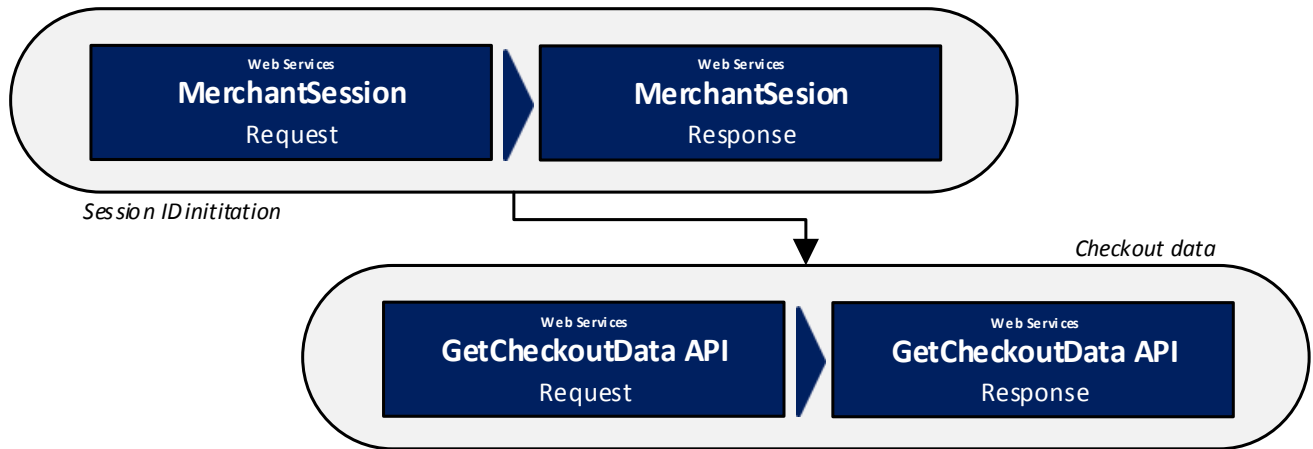 Web Services
MerchantSession
Request
Web Services
MerchantSesion
Response
Session ID inititation
Checkout data
Web Services
GetCheckoutData API
Request
Web Services
GetCheckoutData API
Response